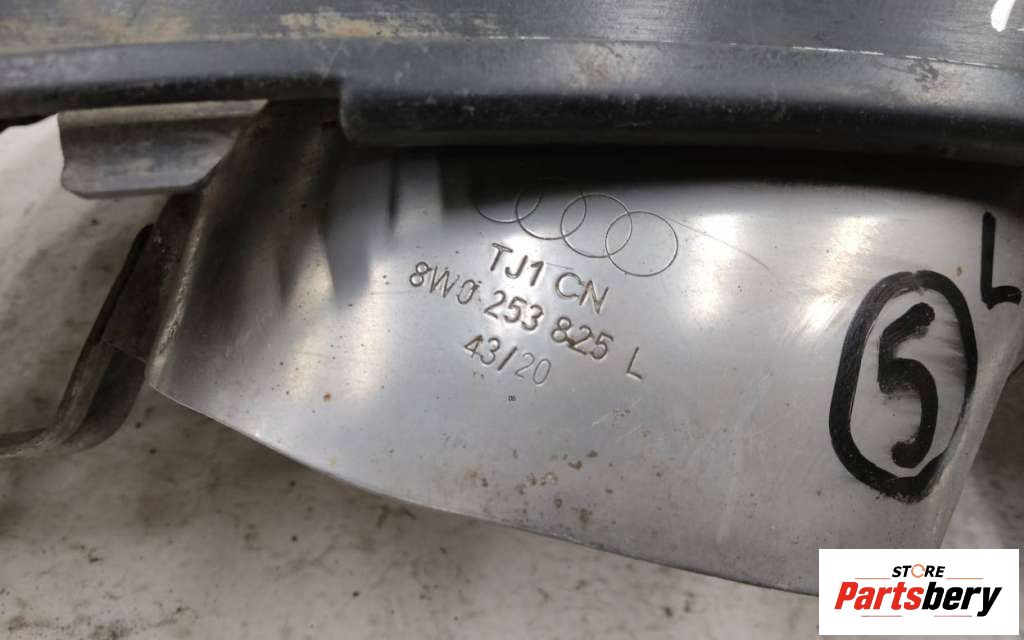 TJ1 CN
8W0 253 825 L
43/20
L
5
STORE
Partsbery